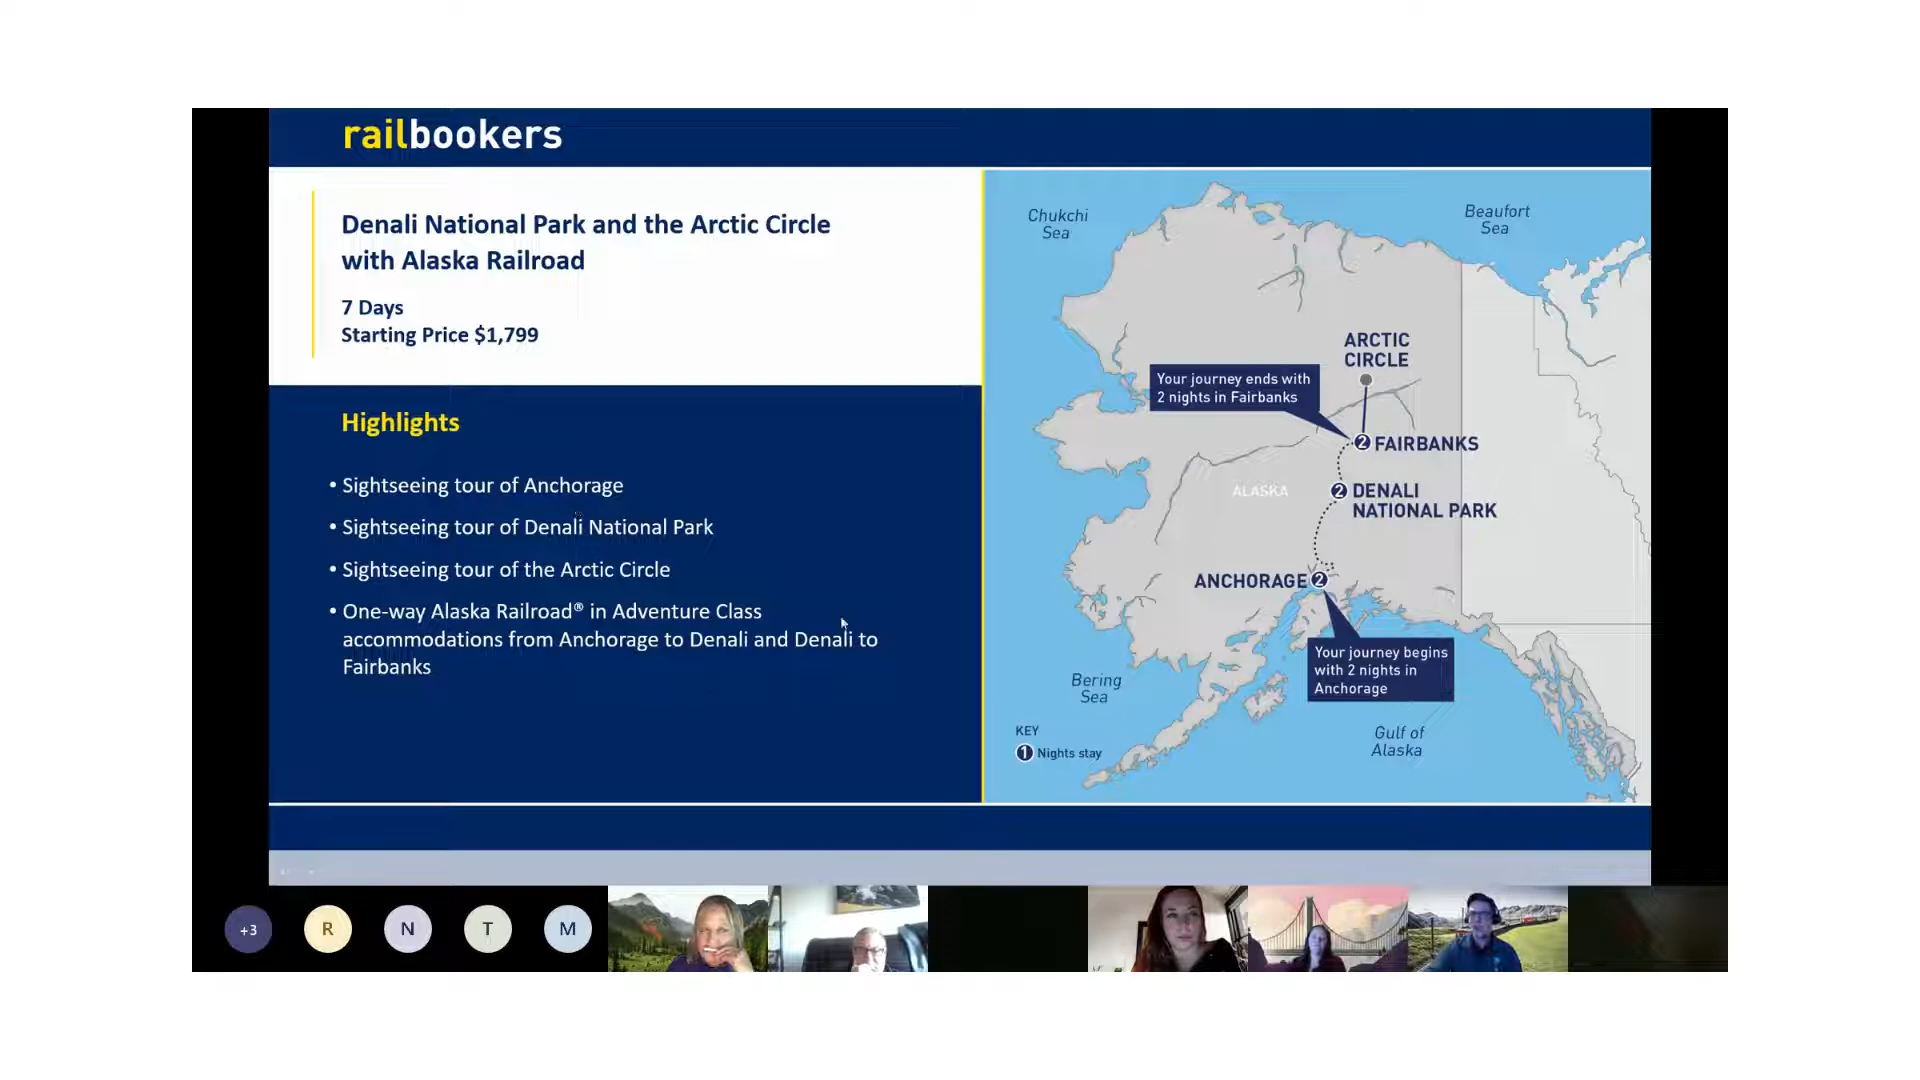 railbookers
Denali National Park and the Arctic Circle
with Alaska Railroad
7 Days
Starting Price $1,799
Highlights
• Sightseeing tour of Anchorage
• Sightseeing tour of Denali National Park
• Sightseeing tour of the Arctic Circle
• One-way Alaska Railroad® in Adventure Class
accommodations from Anchorage to Denali and Denali to
Fairbanks
Chukchi
Sea
Beaufort
Sea
ARCTIC
CIRCLE
Your journey ends with
2 nights in Fairbanks
2 FAIRBANKS
ALASKA
2 DENALI
NATIONAL PARK
ANCHORAGE 2
Your journey begins
with 2 nights in
Anchorage
Bering
Sea
Gulf of
Alaska
KEY
1 Nights stay
+3
R
N
T
M